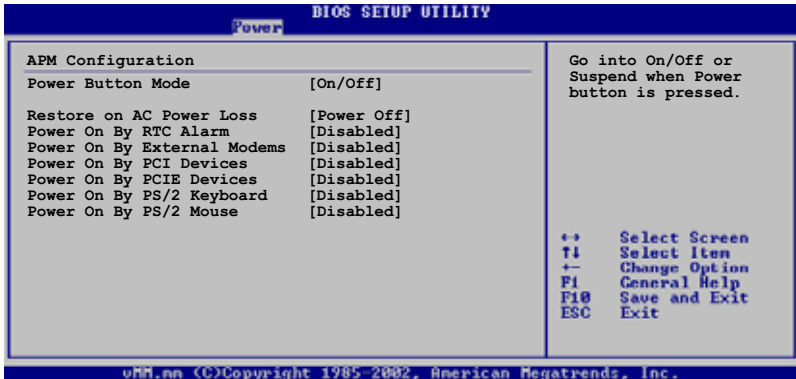 BIOS SETUP UTILITY
Power
APM Configuration
Power Button Mode [On/Off]
Restore on AC Power Loss [Power Off]
Power On By RTC Alarm [Disabled]
Power On By External Modems [Disabled]
Power On By PCI Devices [Disabled]
Power On By PCIE Devices [Disabled]
Power On By PS/2 Keyboard [Disabled]
Power On By PS/2 Mouse [Disabled]
Go into On/Off or
Suspend when Power
button is pressed.
←→ Select Screen
↑↓ Select Item
+- Change Option
F1 General Help
F10 Save and Exit
ESC Exit
vMM.mm (C)Copyright 1985-2002, American Megatrends, Inc.